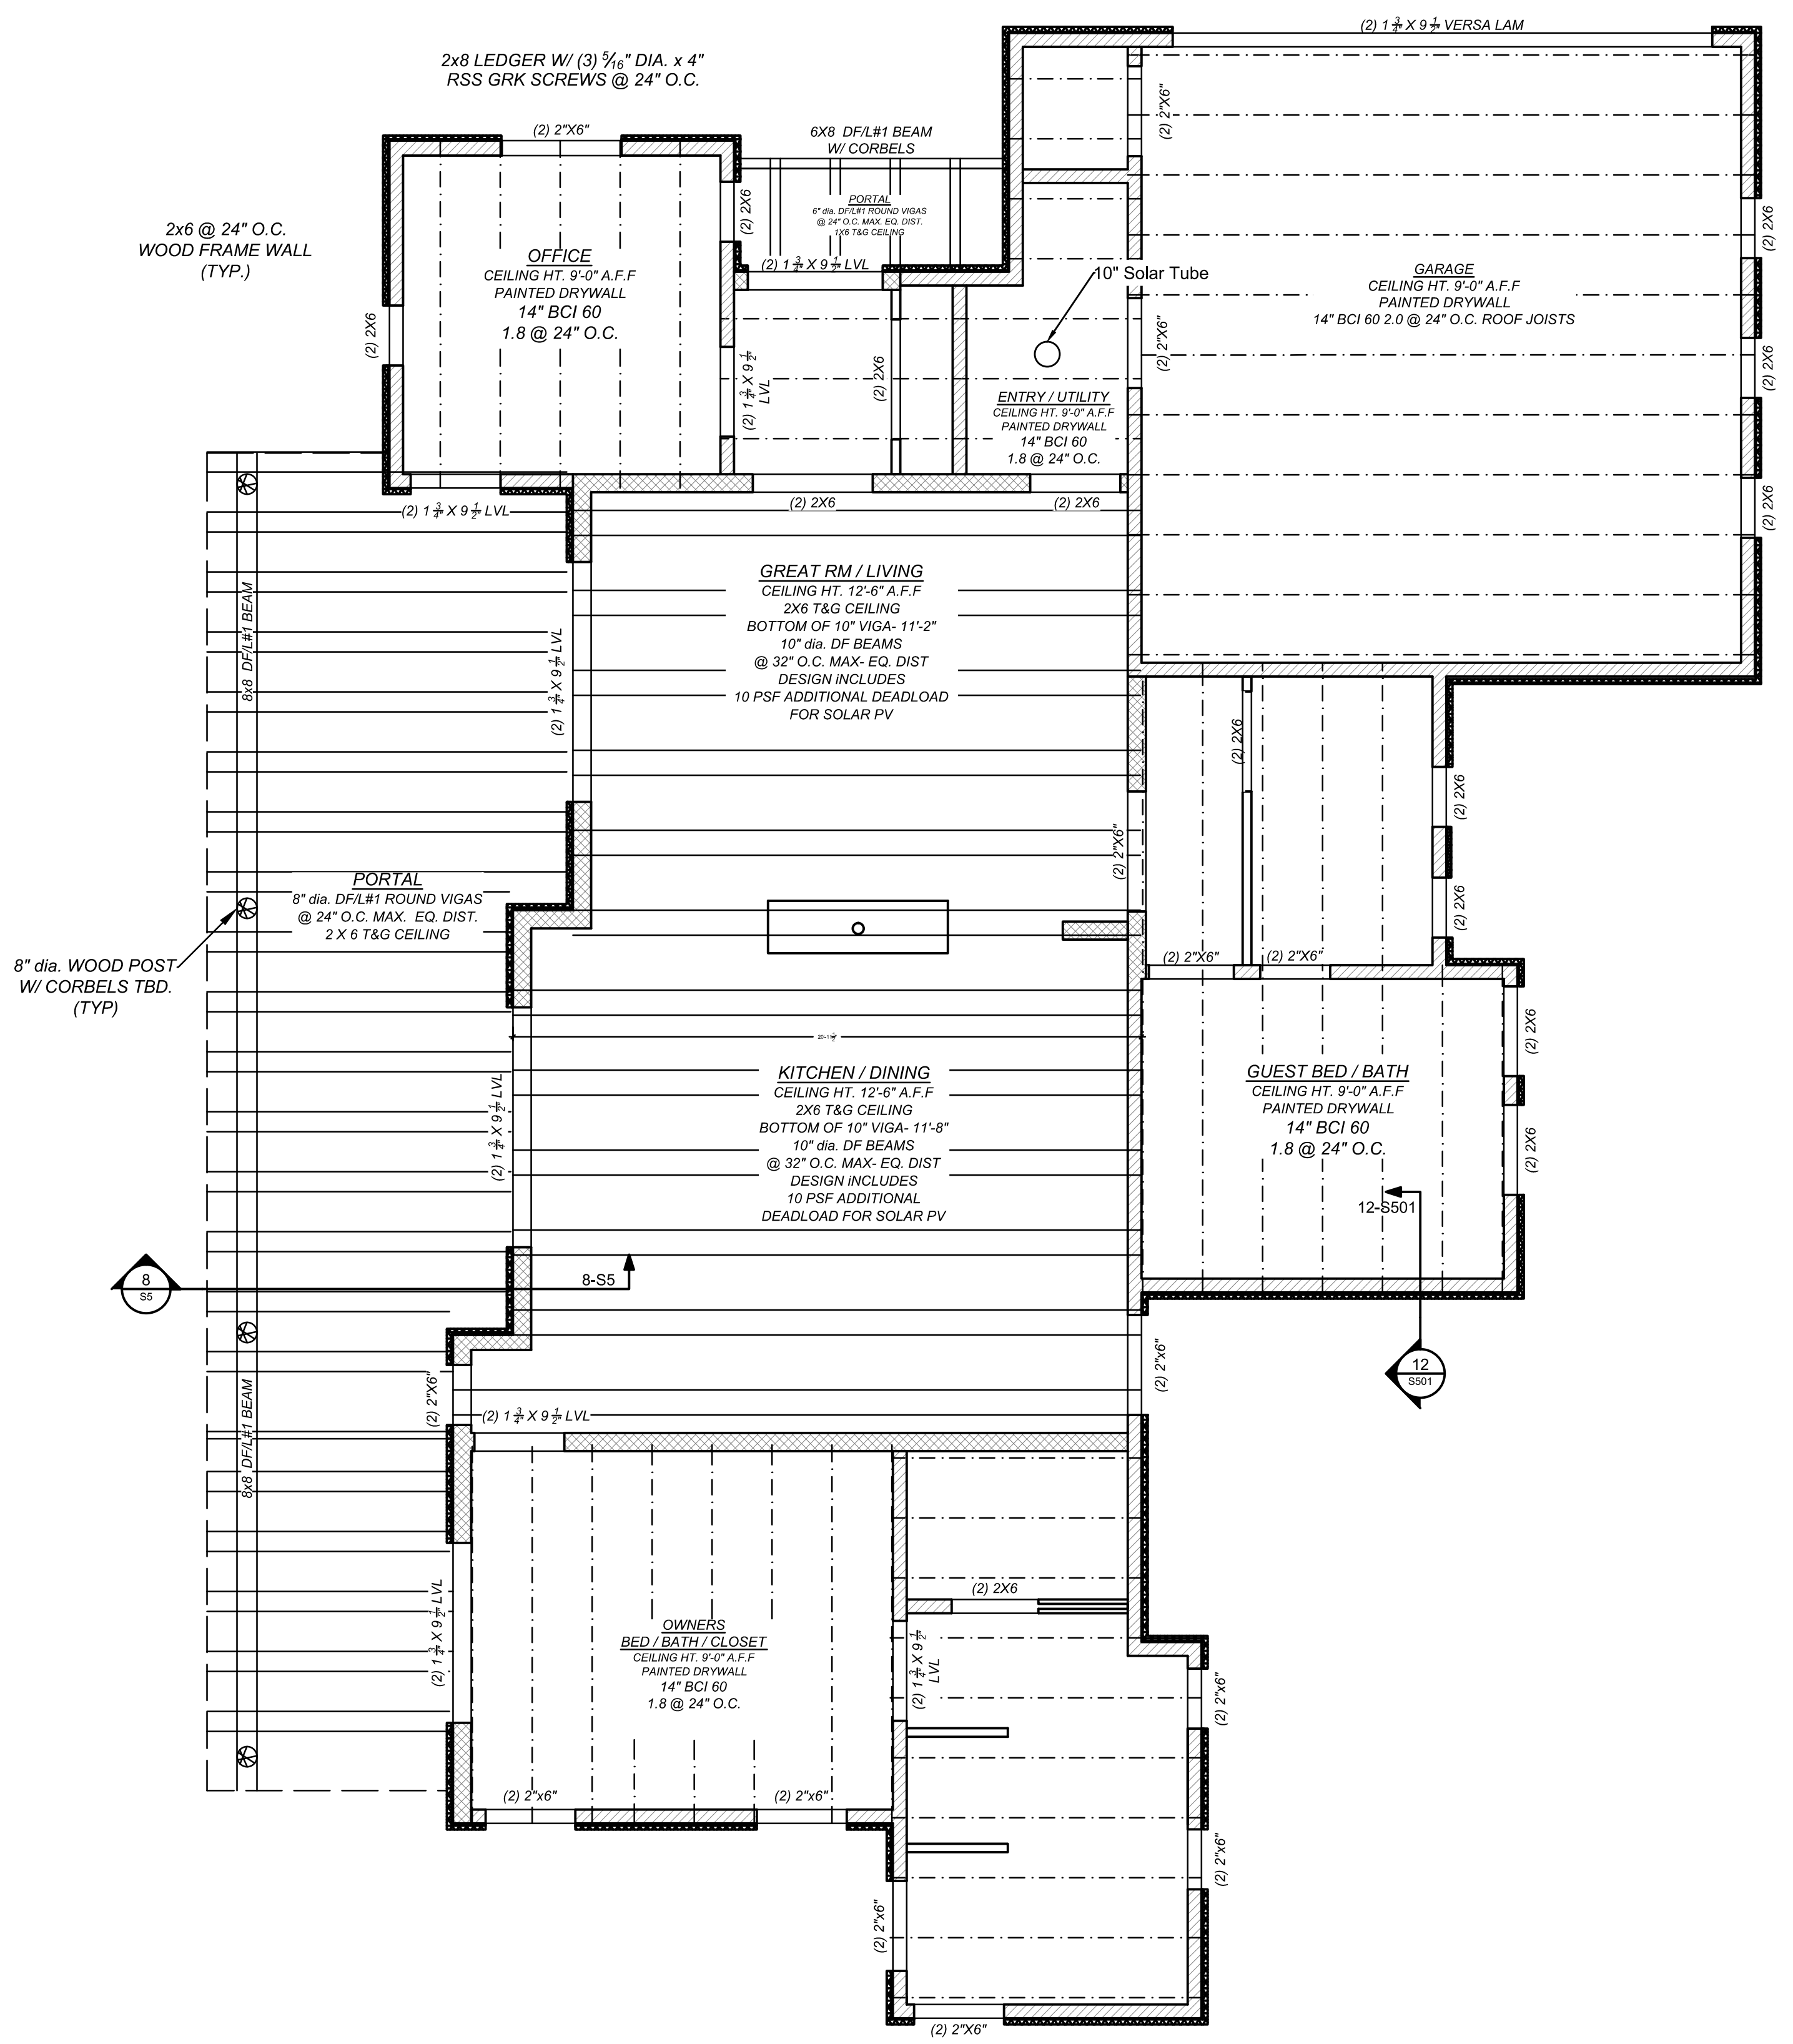 (2) 1 3/4" X 9 1/2" VERSA LAM
2x8 LEDGER W/ (3) 5/16" DIA. x 4"
RSS GRK SCREWS @ 24" O.C.
(2) 2"X6"
6X8 DF/L#1 BEAM
W/ CORBELS
(2) 2"X6"
2x6 @ 24" O.C.
WOOD FRAME WALL
(TYP.)
(2) 2X6
PORTAL
6" dia. DF/L#1 ROUND VIGAS
@ 24" O.C. MAX. EQ. DIST.
1X6 T&G CEILING
(2) 1 3/4" X 9 1/2" LVL
OFFICE
CEILING HT. 9'-0" A.F.F
PAINTED DRYWALL
14" BCI 60
1.8 @ 24" O.C.
(2) 2X6
10" Solar Tube
GARAGE
CEILING HT. 9'-0" A.F.F
PAINTED DRYWALL
14" BCI 60 2.0 @ 24" O.C. ROOF JOISTS
(2) 2X6
(2) 2X6
(2) 2X6
(2) 1 3/4" X 9 1/2"
LVL
(2) 2X6
(2) 2"X6"
ENTRY / UTILITY
CEILING HT. 9'-0" A.F.F
PAINTED DRYWALL
14" BCI 60
1.8 @ 24" O.C.
(2) 1 3/4" X 9 1/2" LVL
(2) 2X6
(2) 2X6
8x8 DF/L#1 BEAM
(2) 1 3/4" X 9 1/2" LVL
GREAT RM / LIVING
CEILING HT. 12'-6" A.F.F
2X6 T&G CEILING
BOTTOM OF 10" VIGA- 11'-2"
10" dia. DF BEAMS
@ 32" O.C. MAX- EQ. DIST
DESIGN iNCLUDES
10 PSF ADDITIONAL DEADLOAD
FOR SOLAR PV
(2) 2X6
(2) 2X6
(2) 2"X6"
(2) 2X6
PORTAL
8" dia. DF/L#1 ROUND VIGAS
@ 24" O.C. MAX. EQ. DIST.
2 X 6 T&G CEILING
8" dia. WOOD POST
W/ CORBELS TBD.
(TYP)
(2) 2"X6"
(2) 2"X6"
(2) 2X6
(2) 1 3/4" X 9 1/2" LVL
KITCHEN / DINING
CEILING HT. 12'-6" A.F.F
2X6 T&G CEILING
BOTTOM OF 10" VIGA- 11'-8"
10" dia. DF BEAMS
@ 32" O.C. MAX- EQ. DIST
DESIGN iNCLUDES
10 PSF ADDITIONAL
DEADLOAD FOR SOLAR PV
GUEST BED / BATH
CEILING HT. 9'-0" A.F.F
PAINTED DRYWALL
14" BCI 60
1.8 @ 24" O.C.
(2) 2X6
12-S501
8
S5
8-S5
12
S501
(2) 2"x6"
(2) 2"X6"
8x8 DF/L#1 BEAM
(2) 1 3/4" X 9 1/2" LVL
(2) 1 3/4" X 9 1/2" LVL
(2) 2X6
OWNERS
BED / BATH / CLOSET
CEILING HT. 9'-0" A.F.F
PAINTED DRYWALL
14" BCI 60
1.8 @ 24" O.C.
(2) 1 3/4" X 9 1/2"
LVL
(2) 2"x6"
(2) 2"x6"
(2) 2"x6"
(2) 2"x6"
(2) 2"x6"
(2) 2"X6"